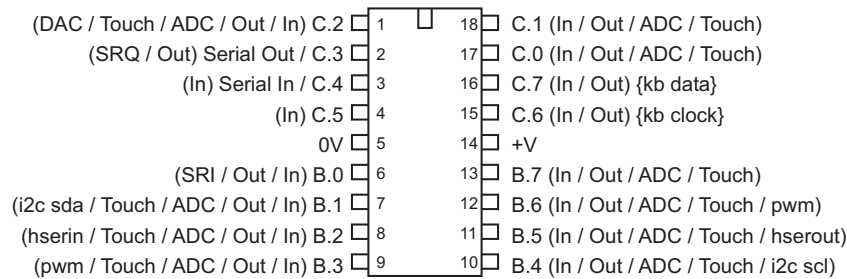 (DAC / Touch / ADC / Out / In) C.2 1 18 C.1 (In / Out / ADC / Touch)
(SRQ / Out) Serial Out / C.3 2 17 C.0 (In / Out / ADC / Touch)
(In) Serial In / C.4 3 16 C.7 (In / Out) {kb data}
(In) C.5 4 15 C.6 (In / Out) {kb clock}
0V 5 14 +V
(SRI / Out / In) B.0 6 13 B.7 (In / Out / ADC / Touch)
(i2c sda / Touch / ADC / Out / In) B.1 7 12 B.6 (In / Out / ADC / Touch / pwm)
(hserin / Touch / ADC / Out / In) B.2 8 11 B.5 (In / Out / ADC / Touch / hserout)
(pwm / Touch / ADC / Out / In) B.3 9 10 B.4 (In / Out / ADC / Touch / i2c scl)